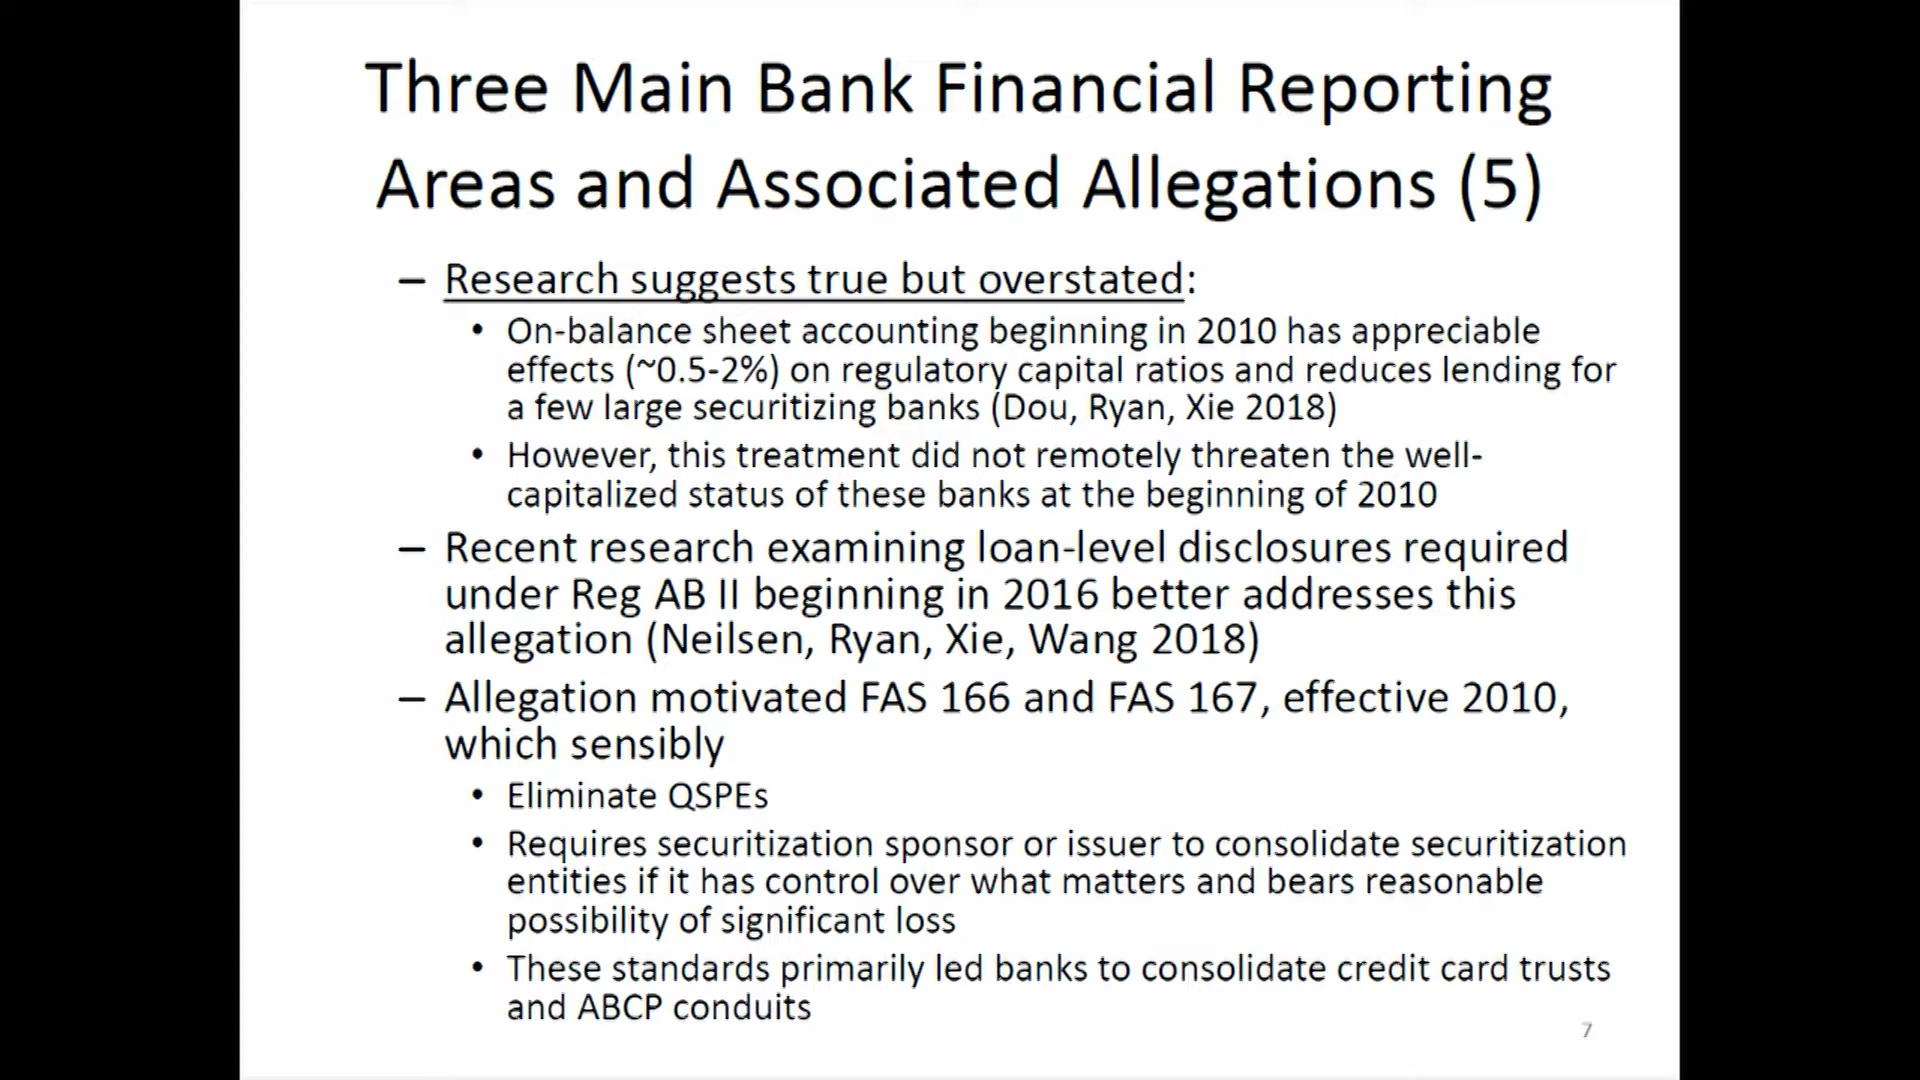 Three Main Bank Financial Reporting
Areas and Associated Allegations (5)
– Research suggests true but overstated:
• On-balance sheet accounting beginning in 2010 has appreciable
effects (~0.5-2%) on regulatory capital ratios and reduces lending for
a few large securitizing banks (Dou, Ryan, Xie 2018)
• However, this treatment did not remotely threaten the well-
capitalized status of these banks at the beginning of 2010
– Recent research examining loan-level disclosures required
under Reg AB II beginning in 2016 better addresses this
allegation (Neilsen, Ryan, Xie, Wang 2018)
– Allegation motivated FAS 166 and FAS 167, effective 2010,
which sensibly
• Eliminate QSPEs
• Requires securitization sponsor or issuer to consolidate securitization
entities if it has control over what matters and bears reasonable
possibility of significant loss
• These standards primarily led banks to consolidate credit card trusts
and ABCP conduits
7